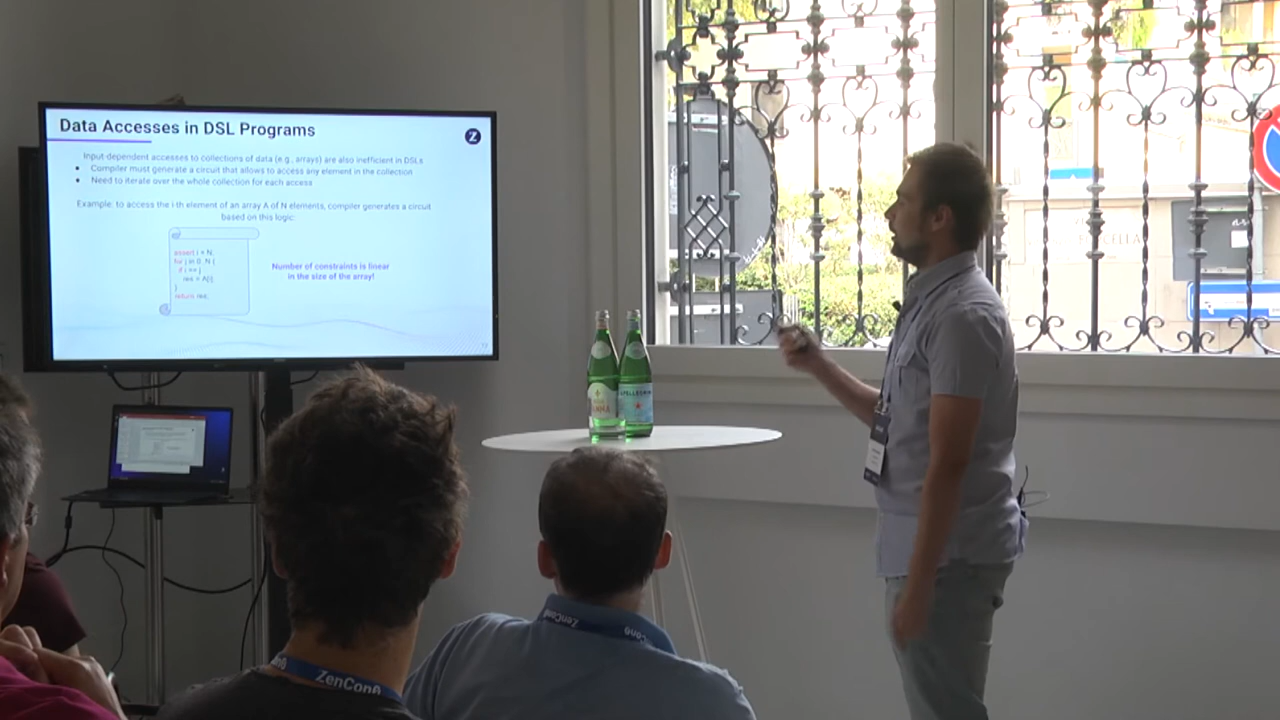 Data Accesses in DSL Programs
Z
Input-dependent accesses to collections of data (e.g., arrays) are also inefficient in DSLs
• Compiler must generate a circuit that allows to access any element in the collection
• Need to iterate over the whole collection for each access
Example: to access the i-th element of an array A of N elements, compiler generates a circuit
based on this logic:
assert i < N;
for j in 0..N {
if i == j
res = A[i]
}
return res;
Number of constraints is linear
in the size of the array!
S.PELLEGRINO
ZenCon0
ZenCon0